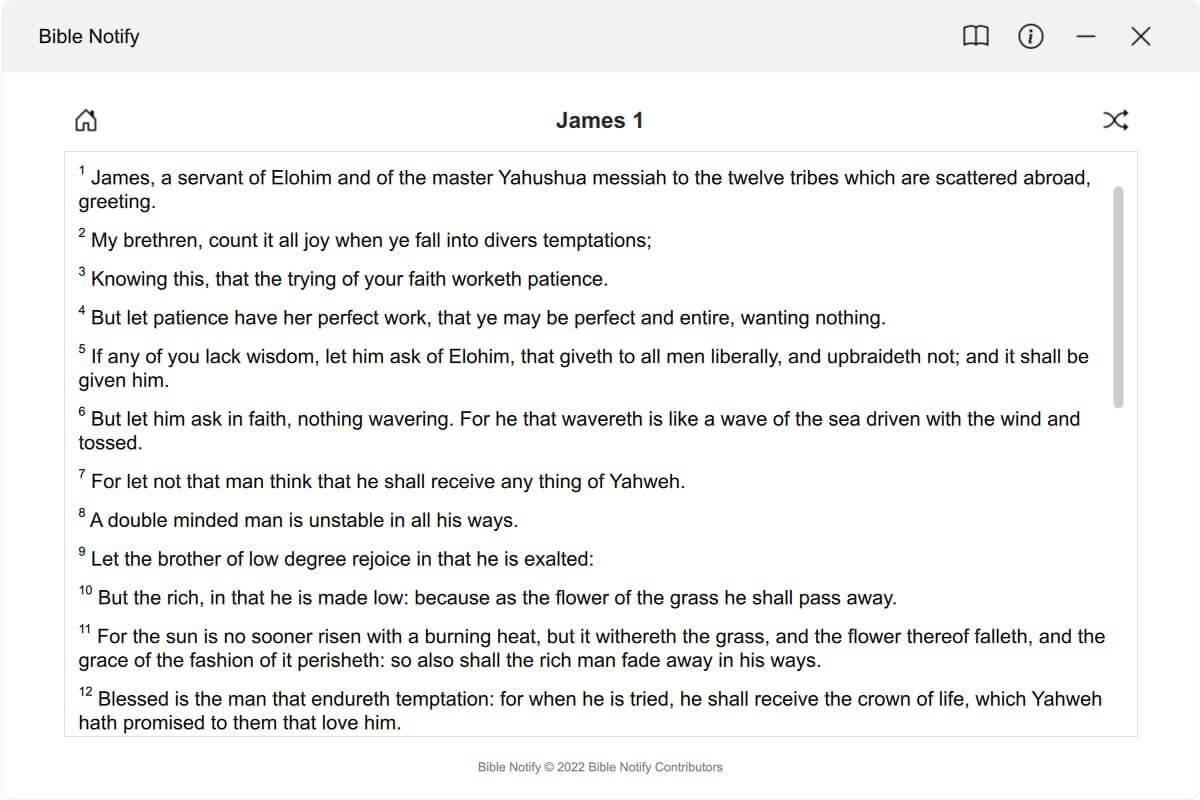 Bible Notify
James 1
1 James, a servant of Elohim and of the master Yahushua messiah to the twelve tribes which are scattered abroad,
greeting.
2 My brethren, count it all joy when ye fall into divers temptations;
3 Knowing this, that the trying of your faith worketh patience.
4 But let patience have her perfect work, that ye may be perfect and entire, wanting nothing.
5 If any of you lack wisdom, let him ask of Elohim, that giveth to all men liberally, and upbraideth not; and it shall be
given him.
6 But let him ask in faith, nothing wavering. For he that wavereth is like a wave of the sea driven with the wind and
tossed.
7 For let not that man think that he shall receive any thing of Yahweh.
8 A double minded man is unstable in all his ways.
9 Let the brother of low degree rejoice in that he is exalted:
10 But the rich, in that he is made low: because as the flower of the grass he shall pass away.
11 For the sun is no sooner risen with a burning heat, but it withereth the grass, and the flower thereof falleth, and the
grace of the fashion of it perisheth: so also shall the rich man fade away in his ways.
12 Blessed is the man that endureth temptation: for when he is tried, he shall receive the crown of life, which Yahweh
hath promised to them that love him.
Bible Notify © 2022 Bible Notify Contributors